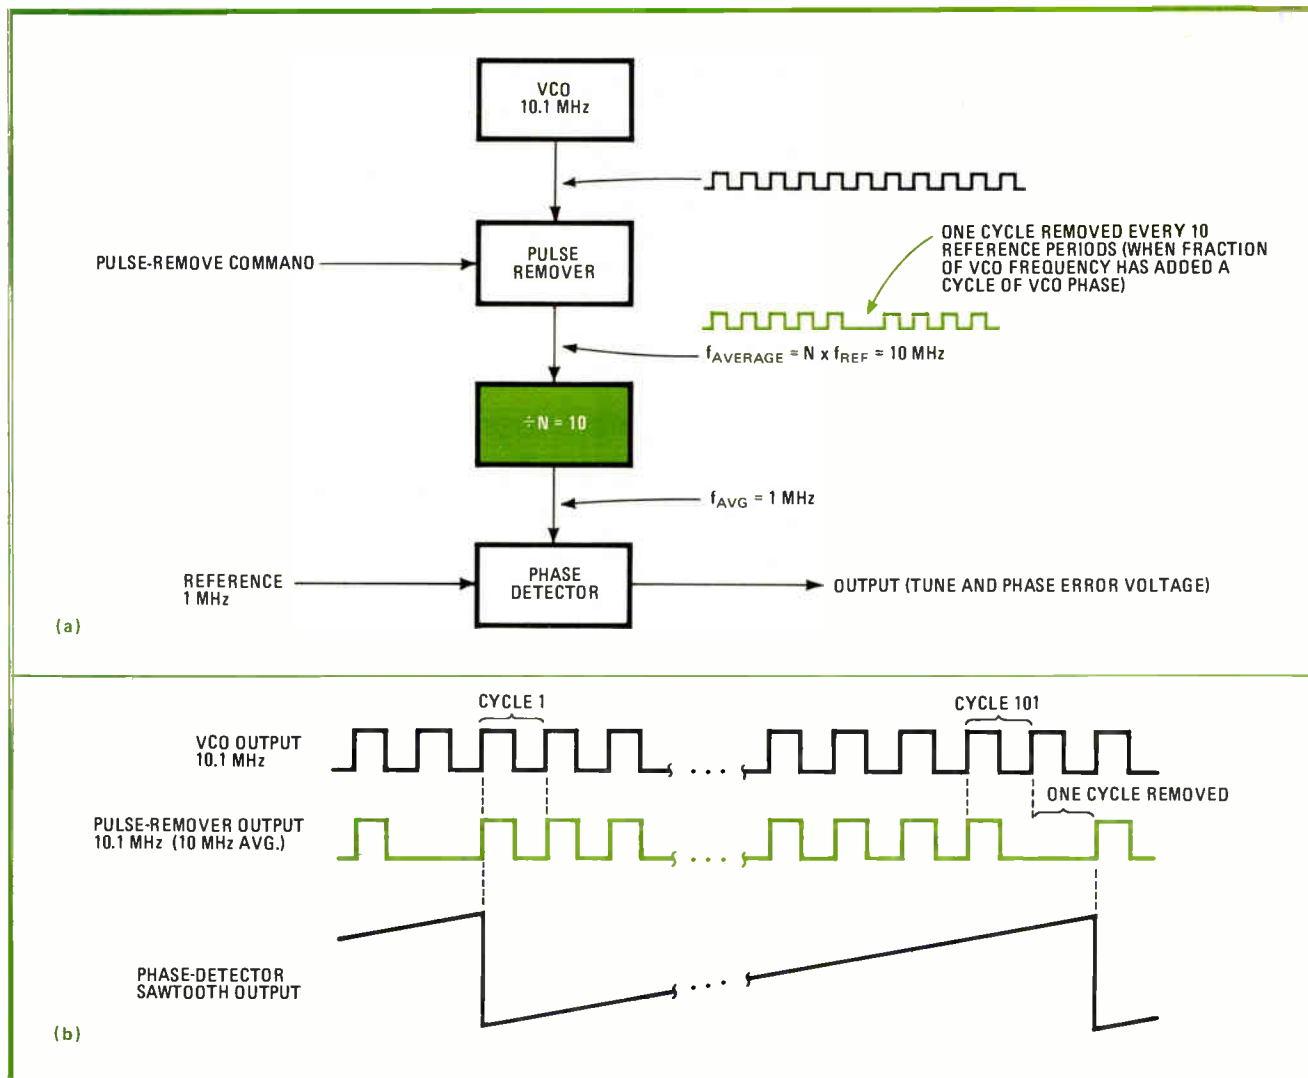 VCO
10.1 MHz
PULSE-REMOVE COMMAND
PULSE
REMOVER
ONE CYCLE REMOVED EVERY 10
REFERENCE PERIODS (WHEN FRACTION
OF VCO FREQUENCY HAS ADDED A
CYCLE OF VCO PHASE)
fAVERAGE = N x fREF = 10 MHz
÷N = 10
fAVG = 1 MHz
REFERENCE
1 MHz
PHASE
DETECTOR
OUTPUT (TUNE AND PHASE ERROR VOLTAGE)
(a)
CYCLE 1
CYCLE 101
VCO OUTPUT
10.1 MHz
ONE CYCLE REMOVED
PULSE-REMOVER OUTPUT
10.1 MHz (10 MHz AVG.)
PHASE-DETECTOR
SAWTOOTH OUTPUT
(b)